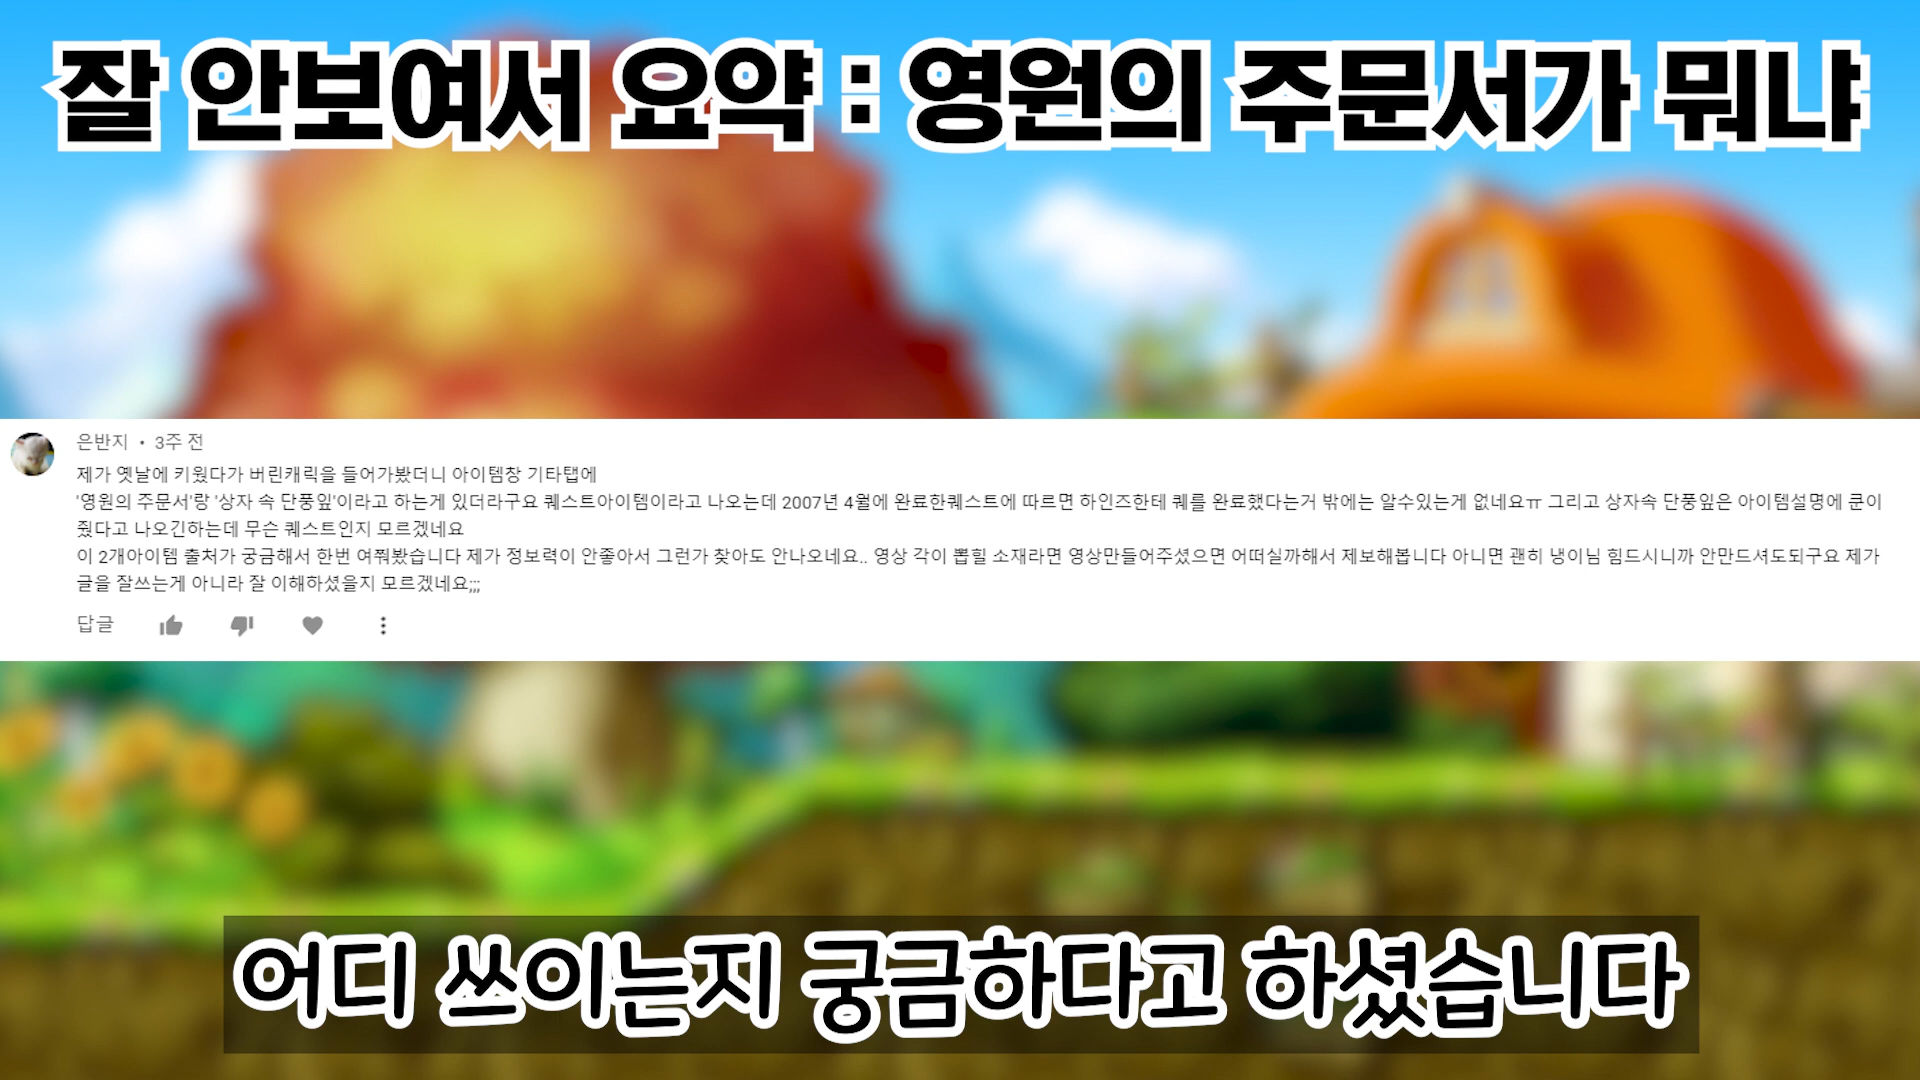 잘 안보여서 요약 : 영원의 주문서가 뭐냐
은반지 • 3주 전
제가 옛날에 키웠다가 버린캐릭을 들어가봤더니 아이템창 기타탭에
'영원의 주문서'랑 '상자 속 단풍잎'이라고 하는게 있더라구요 퀘스트아이템이라고 나오는데 2007년 4월에 완료한퀘스트에 따르면 하인즈한테 퀘를 완료했다는거 밖에는 알수있는게 없네요ㅠ 그리고 상자속 단풍잎은 아이템설명에 쿤이
줬다고 나오긴하는데 무슨 퀘스트인지 모르겠네요
이 2개아이템 출처가 궁금해서 한번 여쭤봤습니다 제가 정보력이 안좋아서 그런가 찾아도 안나오네요.. 영상 각이 뽑힐 소재라면 영상만들어주셨으면 어떠실까해서 제보해봅니다 아니면 괜히 냉이님 힘드시니까 안만드셔도되구요 제가
글을 잘쓰는게 아니라 잘 이해하셨을지 모르겠네요;;;
답글
어디 쓰이는지 궁금하다고 하셨습니다